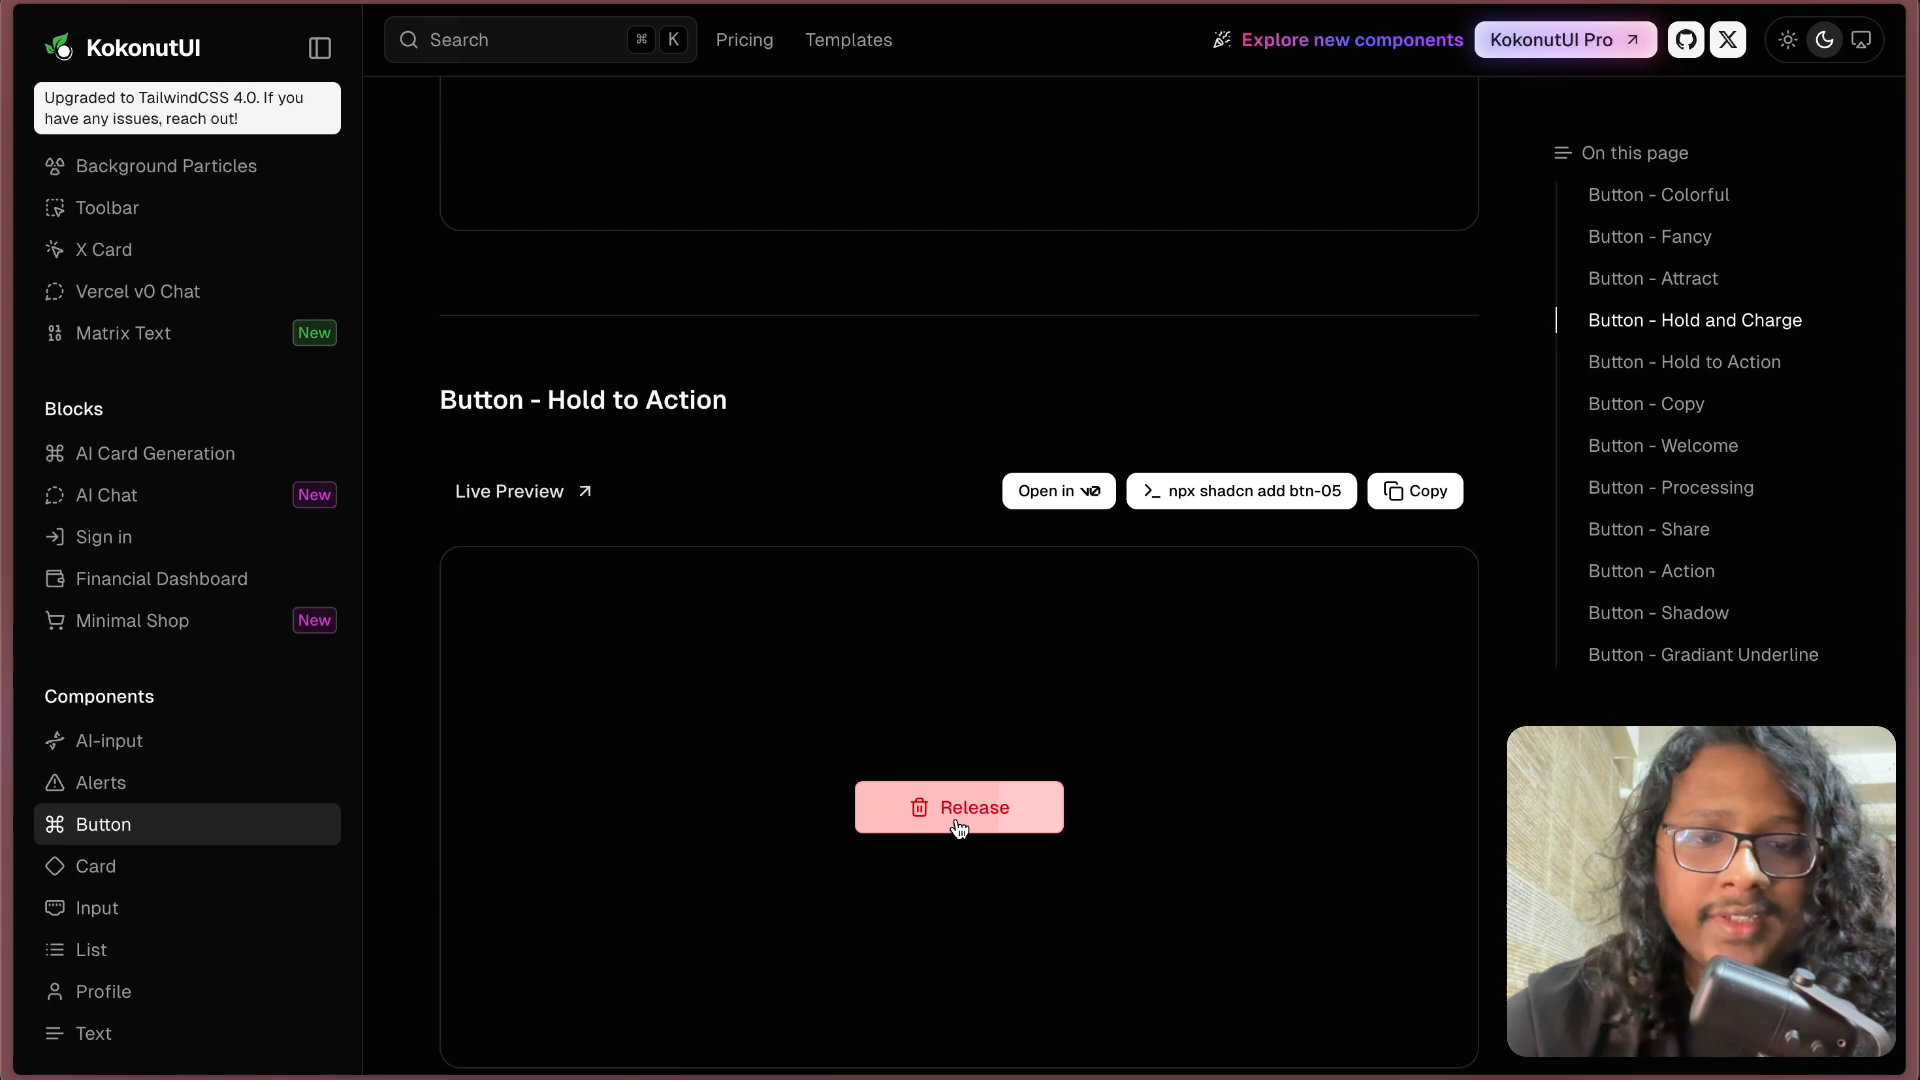 KokonutUI
Search
⌘ K
Pricing
Templates
Explore new components
KokonutUI Pro
Upgraded to TailwindCSS 4.0. If you
have any issues, reach out!
Background Particles
Toolbar
X Card
Vercel v0 Chat
Matrix Text
New
Blocks
AI Card Generation
AI Chat
New
Sign in
Financial Dashboard
Minimal Shop
New
Components
AI-input
Alerts
Button
Card
Input
List
Profile
Text
Button - Hold to Action
Live Preview
Open in v0
>_ npx shadcn add btn-05
Copy
Release
On this page
Button - Colorful
Button - Fancy
Button - Attract
Button - Hold and Charge
Button - Hold to Action
Button - Copy
Button - Welcome
Button - Processing
Button - Share
Button - Action
Button - Shadow
Button - Gradiant Underline